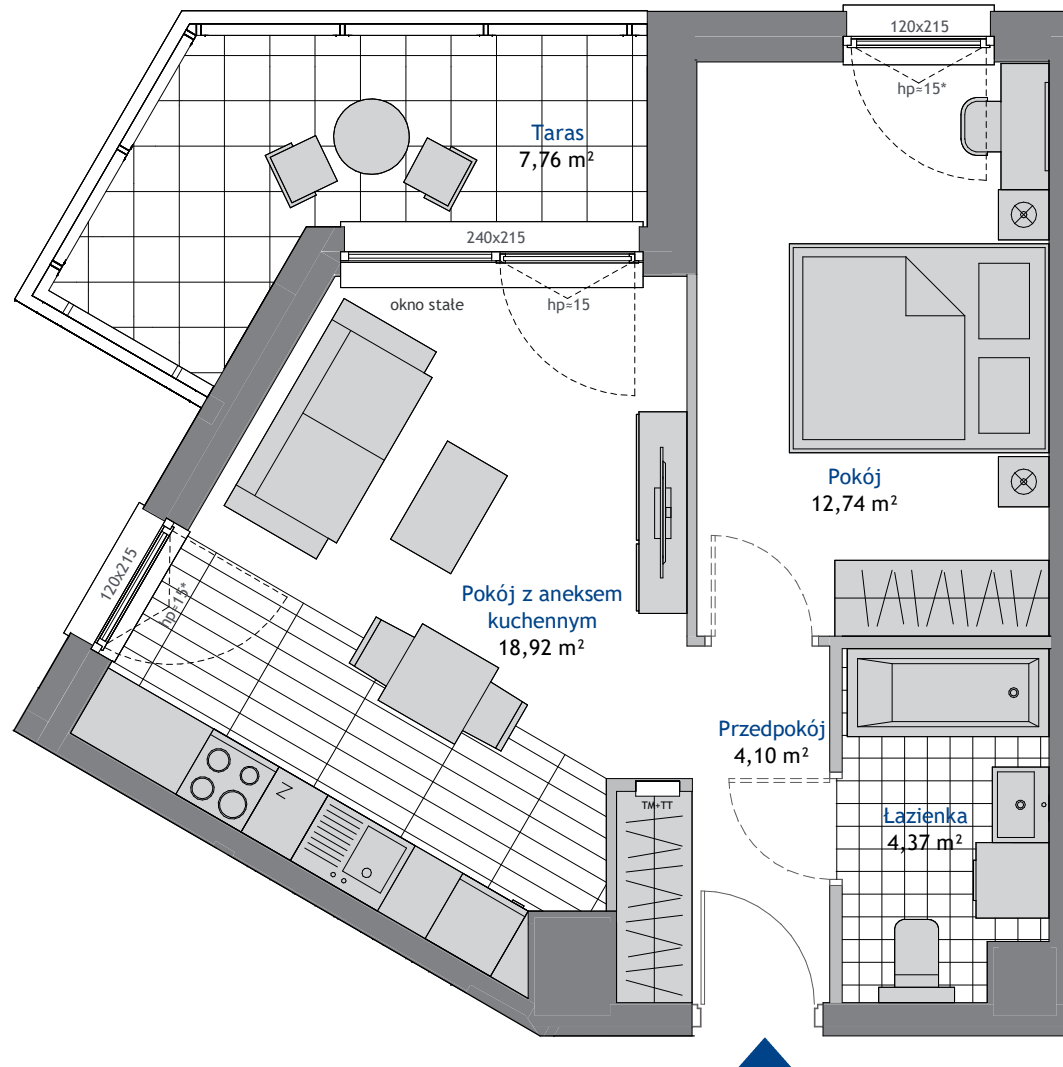 120x215
hp≈15*
Taras
7,76 m²
240x215
okno stałe
hp≈15
Pokój
12,74 m²
120x215
hp≈15*
Pokój z aneksem
kuchennym
18,92 m²
Przedpokój
4,10 m²
TM+TT
Łazienka
4,37 m²
Z